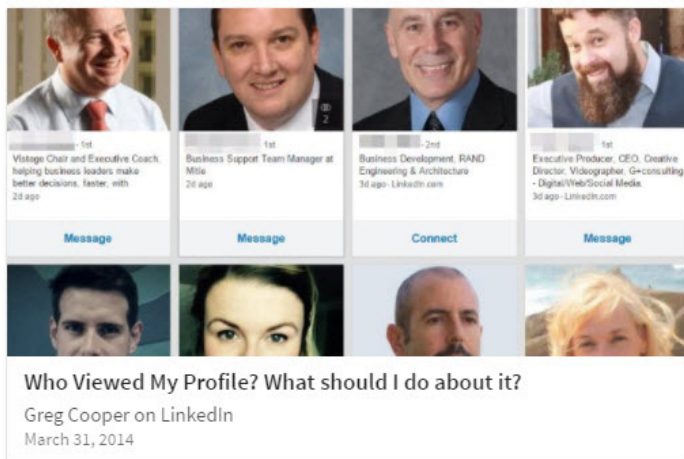 - 1st
Vistage Chair and Executive Coach,
helping business leaders make
better decisions, faster, with
2d ago
Message
2
1st
Business Support Team Manager at
Mitie
2d ago
Message
- 2nd
Business Development, RAND
Engineering & Architecture
3d ago - LinkedIn.com
Connect
1st
Executive Producer, CEO, Creative
Director, Videographer, G+consulting
- Digital/Web/Social Media
3d ago - LinkedIn.com
Message
Who Viewed My Profile? What should I do about it?
Greg Cooper on LinkedIn
March 31, 2014